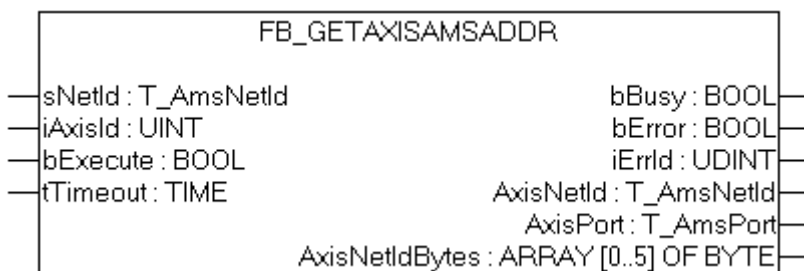 FB_GETAXISAMSADDR
sNetId : T_AmsNetId bBusy : BOOL
iAxisId : UINT bError : BOOL
bExecute : BOOL iErrId : UDINT
tTimeout : TIME AxisNetId : T_AmsNetId
AxisPort : T_AmsPort
AxisNetIdBytes : ARRAY [0..5] OF BYTE